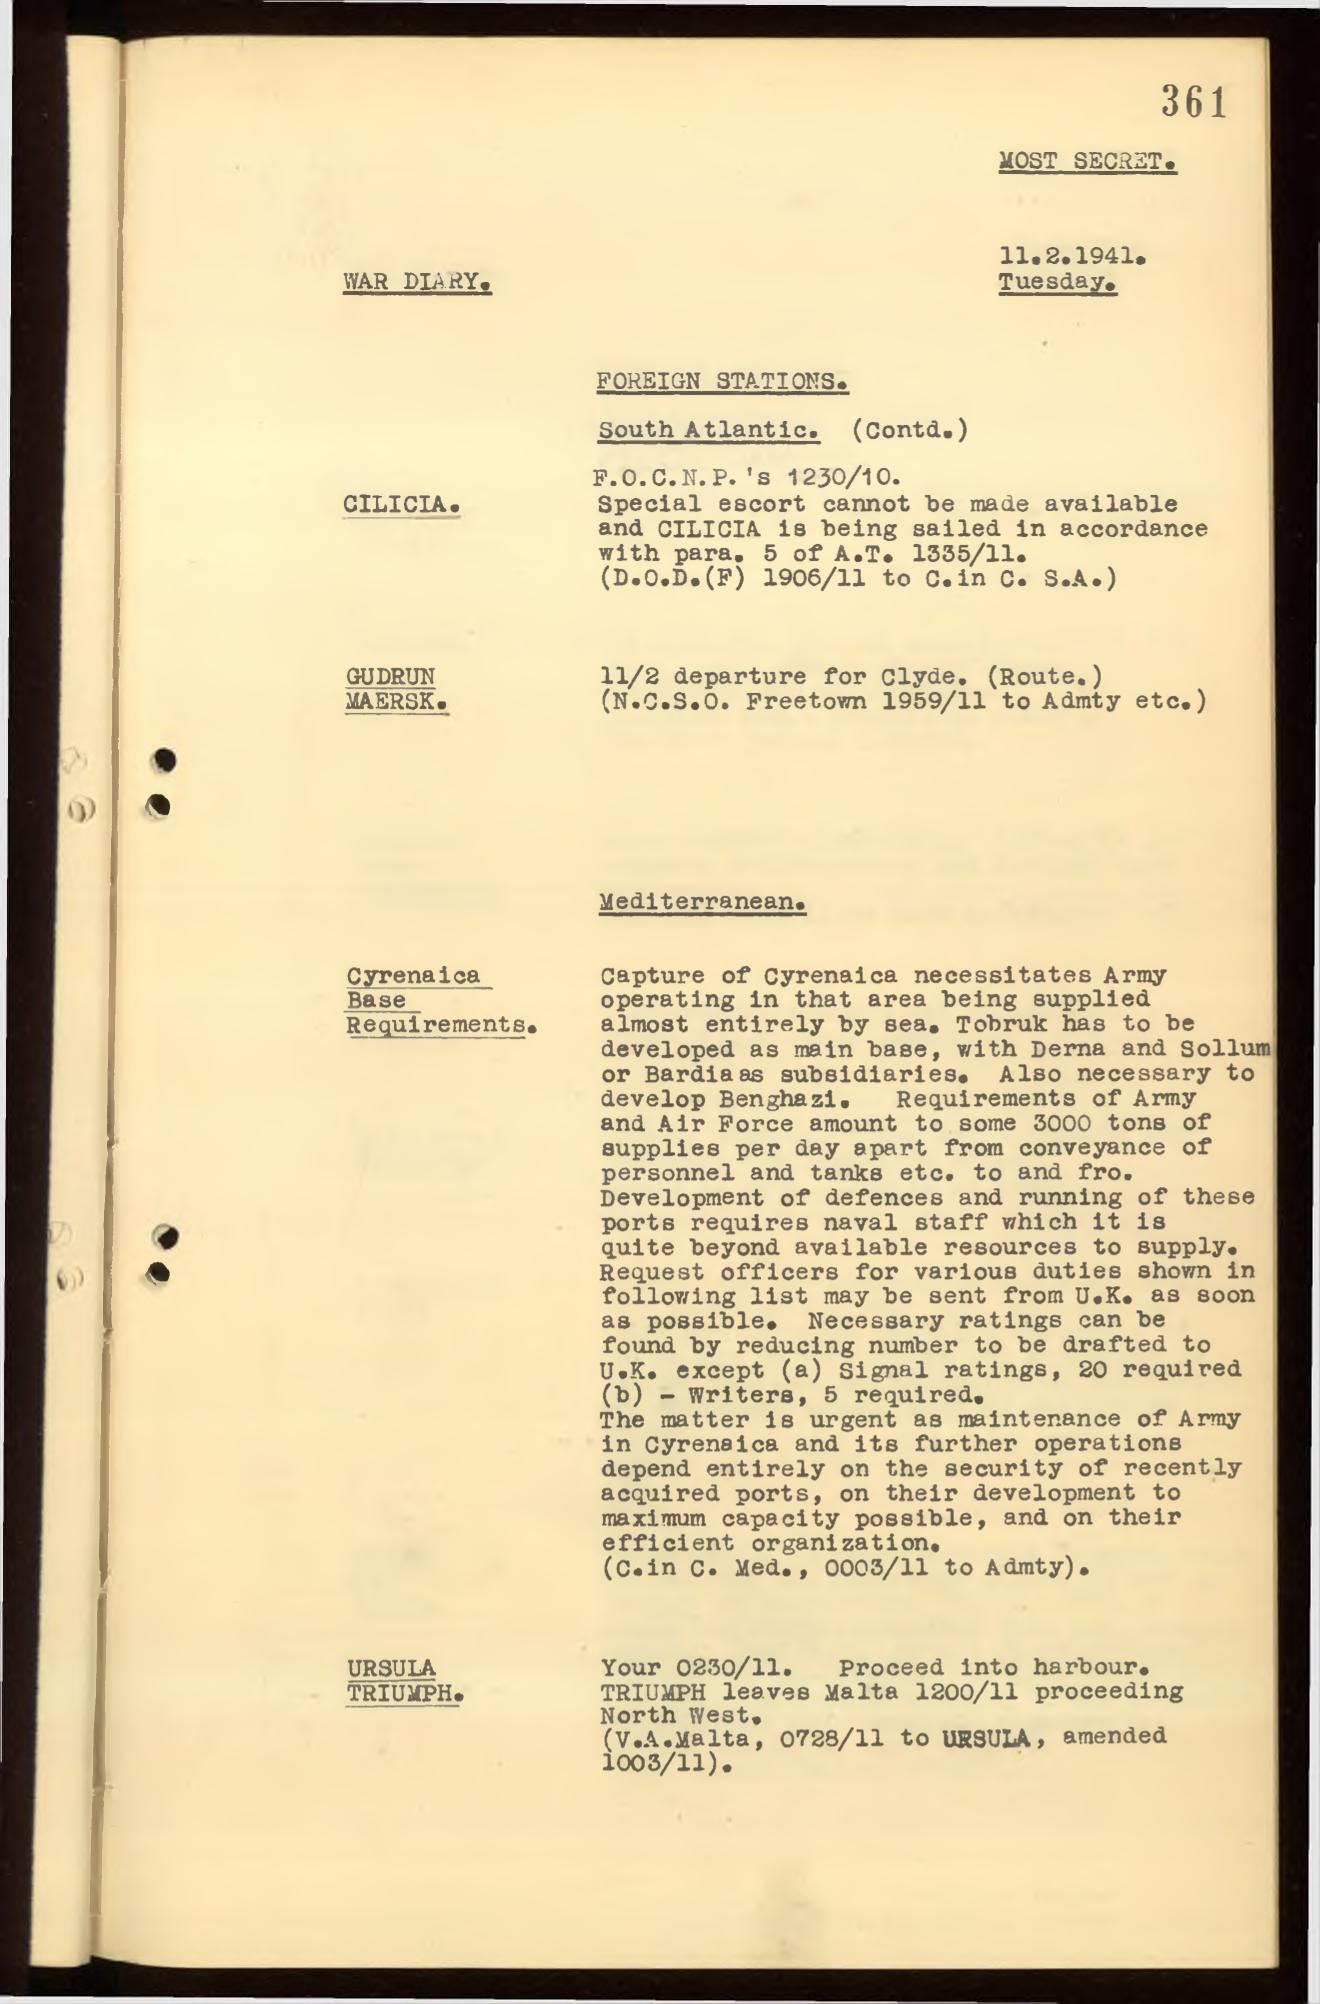 361
MOST SECRET.
11.2.1941.
WAR DIARY.
Tuesday.
FOREIGN STATIONS.
South Atlantic. (Contd.)
F.O.C.N.P.'s 1230/10.
CILICIA.
Special escort cannot be made available
and CILICIA is being sailed in accordance
with para. 5 of A.T. 1335/11.
(D.O.D.(F) 1906/11 to C.in C. S.A.)
GUDRUN
MAERSK.
11/2 departure for Clyde. (Route.)
(N.C.S.O. Freetown 1959/11 to Admty etc.)
Mediterranean.
Cyrenaica
Base
Requirements.
Capture of Cyrenaica necessitates Army
operating in that area being supplied
almost entirely by sea. Tobruk has to be
developed as main base, with Derna and Sollum
or Bardia as subsidiaries. Also necessary to
develop Benghazi. Requirements of Army
and Air Force amount to some 3000 tons of
supplies per day apart from conveyance of
personnel and tanks etc. to and fro.
Development of defences and running of these
ports requires naval staff which it is
quite beyond available resources to supply.
Request officers for various duties shown in
following list may be sent from U.K. as soon
as possible. Necessary ratings can be
found by reducing number to be drafted to
U.K. except (a) Signal ratings, 20 required
(b) - Writers, 5 required.
The matter is urgent as maintenance of Army
in Cyrenaica and its further operations
depend entirely on the security of recently
acquired ports, on their development to
maximum capacity possible, and on their
efficient organization.
(C.in C. Med., 0003/11 to Admty).
URSULA
TRIUMPH.
Your 0230/11. Proceed into harbour.
TRIUMPH leaves Malta 1200/11 proceeding
North West.
(V.A.Malta, 0728/11 to URSULA, amended
1003/11).